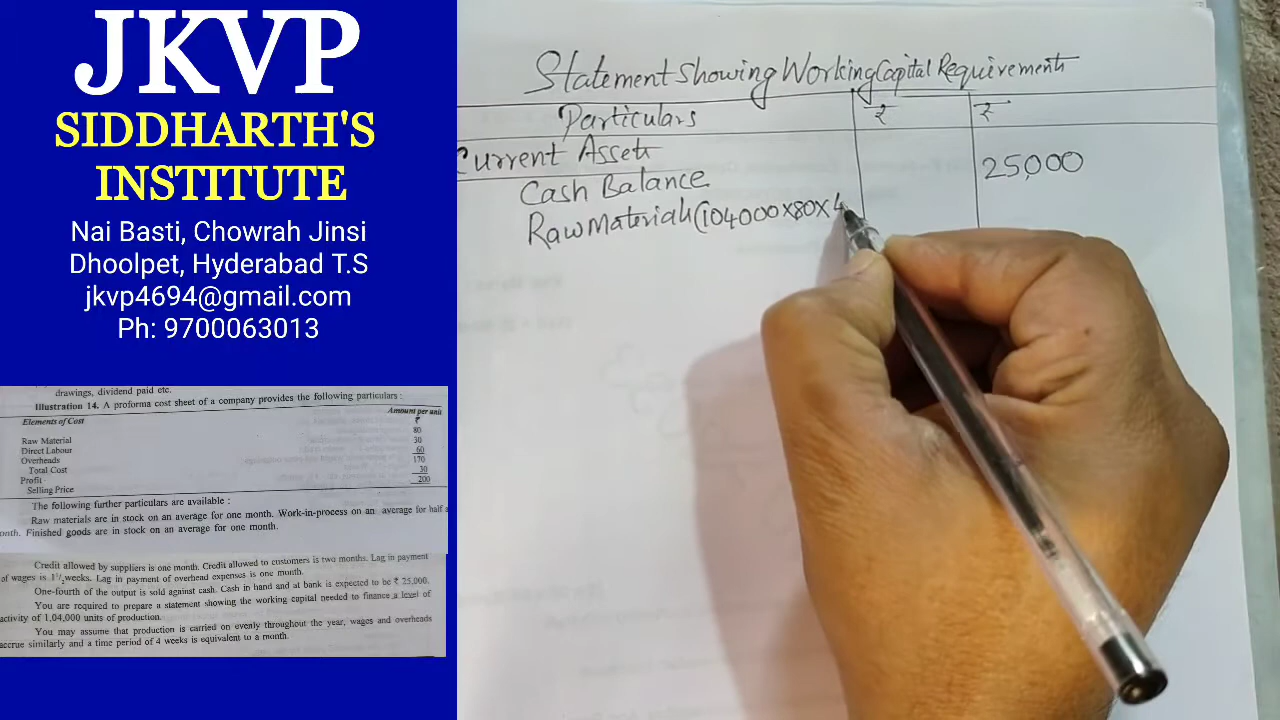 JKVP
SIDDHARTH'S
INSTITUTE
Nai Basti, Chowrah Jinsi
Dhoolpet, Hyderabad T.S
jkvp4694@gmail.com
Ph: 9700063013
drawings, dividend paid etc.
Illustration 14. A proforma cost sheet of a company provides the following particulars :
Elements of Cost Amount per unit
₹
Raw Material 80
Direct Labour 30
Overheads 60
Total Cost 170
Profit 30
Selling Price 200
The following further particulars are available :
Raw materials are in stock on an average for one month. Work-in-process on an average for half a
onth. Finished goods are in stock on an average for one month.
Credit allowed by suppliers is one month. Credit allowed to customers is two months. Lag in payment
of wages is 1½ weeks. Lag in payment of overhead expenses is one month.
One-fourth of the output is sold against cash. Cash in hand and at bank is expected to be ₹ 25,000.
You are required to prepare a statement showing the working capital needed to finance a level of
activity of 1,04,000 units of production.
You may assume that production is carried on evenly throughout the year, wages and overheads
accrue similarly and a time period of 4 weeks is equivalent to a month.
Statement Showing Working Capital Requirements
Particulars ₹ ₹
Current Assets
Cash Balance 25,000
Raw Materials (104000×80×4